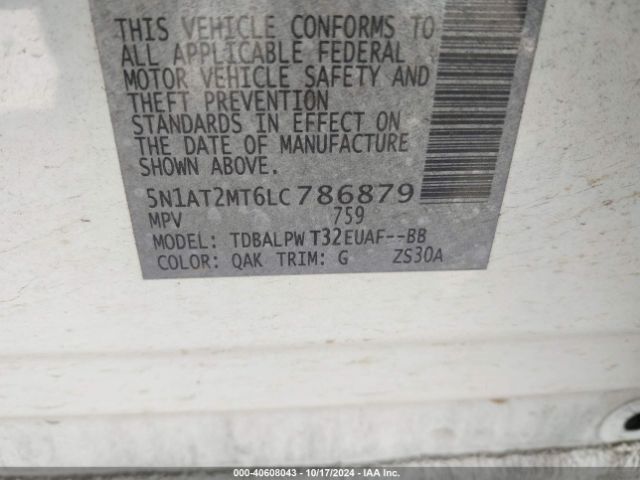 THIS VEHICLE CONFORMS TO
ALL APPLICABLE FEDERAL
MOTOR VEHICLE SAFETY AND
THEFT PREVENTION
STANDARDS IN EFFECT ON
THE DATE OF MANUFACTURE
SHOWN ABOVE.
5N1AT2MT6LC786879
MPV 759
MODEL: TDBALPWT32EUAF--BB
COLOR: QAK TRIM: G ZS30A
000-40608043 / 10/17/2024 / IAA Inc.